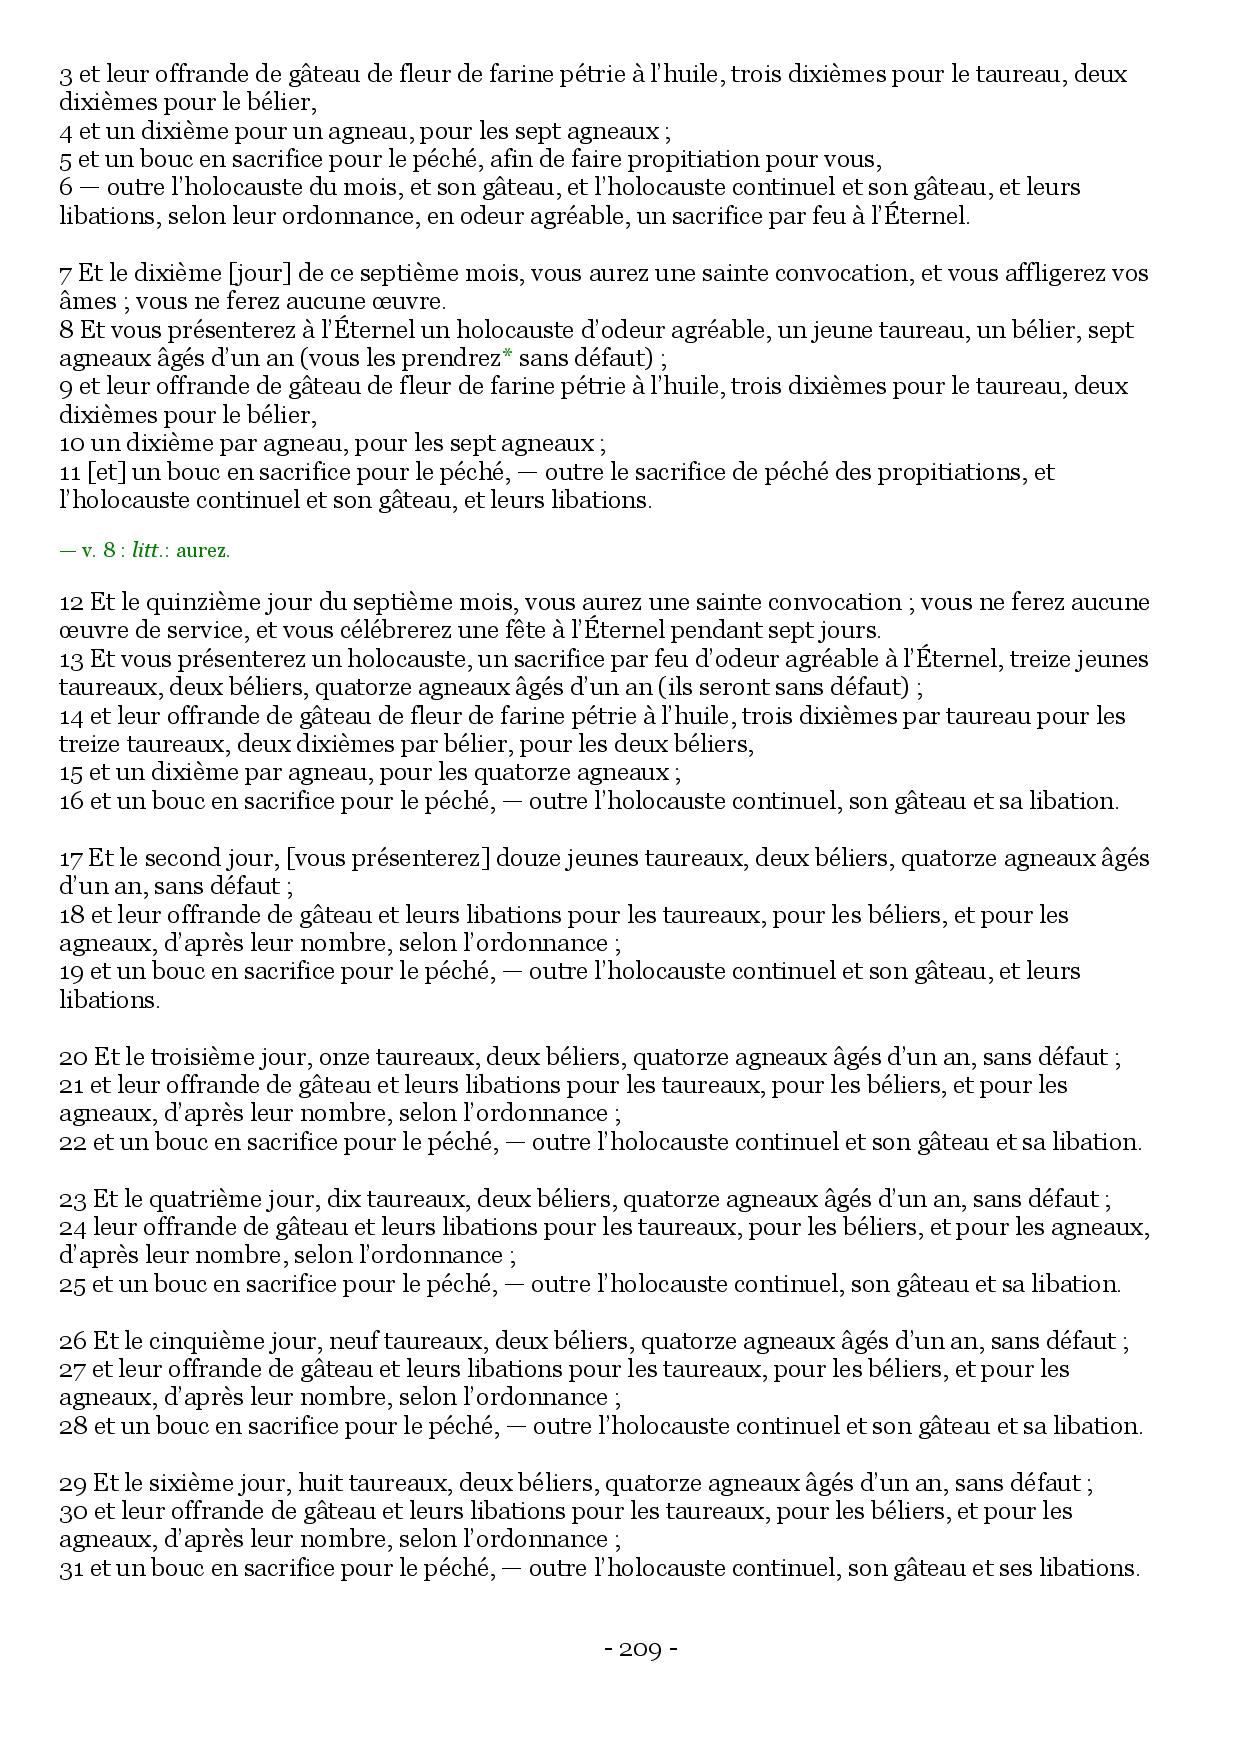 3 et leur offrande de gâteau de fleur de farine pétrie à l’huile, trois dixièmes pour le taureau, deux
dixièmes pour le bélier,
4 et un dixième pour un agneau, pour les sept agneaux ;
5 et un bouc en sacrifice pour le péché, afin de faire propitiation pour vous,
6 — outre l’holocauste du mois, et son gâteau, et l’holocauste continuel et son gâteau, et leurs
libations, selon leur ordonnance, en odeur agréable, un sacrifice par feu à l’Éternel.
7 Et le dixième [jour] de ce septième mois, vous aurez une sainte convocation, et vous affligerez vos
âmes ; vous ne ferez aucune œuvre.
8 Et vous présenterez à l’Éternel un holocauste d’odeur agréable, un jeune taureau, un bélier, sept
agneaux âgés d’un an (vous les prendrez* sans défaut) ;
9 et leur offrande de gâteau de fleur de farine pétrie à l’huile, trois dixièmes pour le taureau, deux
dixièmes pour le bélier,
10 un dixième par agneau, pour les sept agneaux ;
11 [et] un bouc en sacrifice pour le péché, — outre le sacrifice de péché des propitiations, et
l’holocauste continuel et son gâteau, et leurs libations.
— v. 8 : litt.: aurez.
12 Et le quinzième jour du septième mois, vous aurez une sainte convocation ; vous ne ferez aucune
œuvre de service, et vous célébrerez une fête à l’Éternel pendant sept jours.
13 Et vous présenterez un holocauste, un sacrifice par feu d’odeur agréable à l’Éternel, treize jeunes
taureaux, deux béliers, quatorze agneaux âgés d’un an (ils seront sans défaut) ;
14 et leur offrande de gâteau de fleur de farine pétrie à l’huile, trois dixièmes par taureau pour les
treize taureaux, deux dixièmes par bélier, pour les deux béliers,
15 et un dixième par agneau, pour les quatorze agneaux ;
16 et un bouc en sacrifice pour le péché, — outre l’holocauste continuel, son gâteau et sa libation.
17 Et le second jour, [vous présenterez] douze jeunes taureaux, deux béliers, quatorze agneaux âgés
d’un an, sans défaut ;
18 et leur offrande de gâteau et leurs libations pour les taureaux, pour les béliers, et pour les
agneaux, d’après leur nombre, selon l’ordonnance ;
19 et un bouc en sacrifice pour le péché, — outre l’holocauste continuel et son gâteau, et leurs
libations.
20 Et le troisième jour, onze taureaux, deux béliers, quatorze agneaux âgés d’un an, sans défaut ;
21 et leur offrande de gâteau et leurs libations pour les taureaux, pour les béliers, et pour les
agneaux, d’après leur nombre, selon l’ordonnance ;
22 et un bouc en sacrifice pour le péché, — outre l’holocauste continuel et son gâteau et sa libation.
23 Et le quatrième jour, dix taureaux, deux béliers, quatorze agneaux âgés d’un an, sans défaut ;
24 leur offrande de gâteau et leurs libations pour les taureaux, pour les béliers, et pour les agneaux,
d’après leur nombre, selon l’ordonnance ;
25 et un bouc en sacrifice pour le péché, — outre l’holocauste continuel, son gâteau et sa libation.
26 Et le cinquième jour, neuf taureaux, deux béliers, quatorze agneaux âgés d’un an, sans défaut ;
27 et leur offrande de gâteau et leurs libations pour les taureaux, pour les béliers, et pour les
agneaux, d’après leur nombre, selon l’ordonnance ;
28 et un bouc en sacrifice pour le péché, — outre l’holocauste continuel et son gâteau et sa libation.
29 Et le sixième jour, huit taureaux, deux béliers, quatorze agneaux âgés d’un an, sans défaut ;
30 et leur offrande de gâteau et leurs libations pour les taureaux, pour les béliers, et pour les
agneaux, d’après leur nombre, selon l’ordonnance ;
31 et un bouc en sacrifice pour le péché, — outre l’holocauste continuel, son gâteau et ses libations.
- 209 -